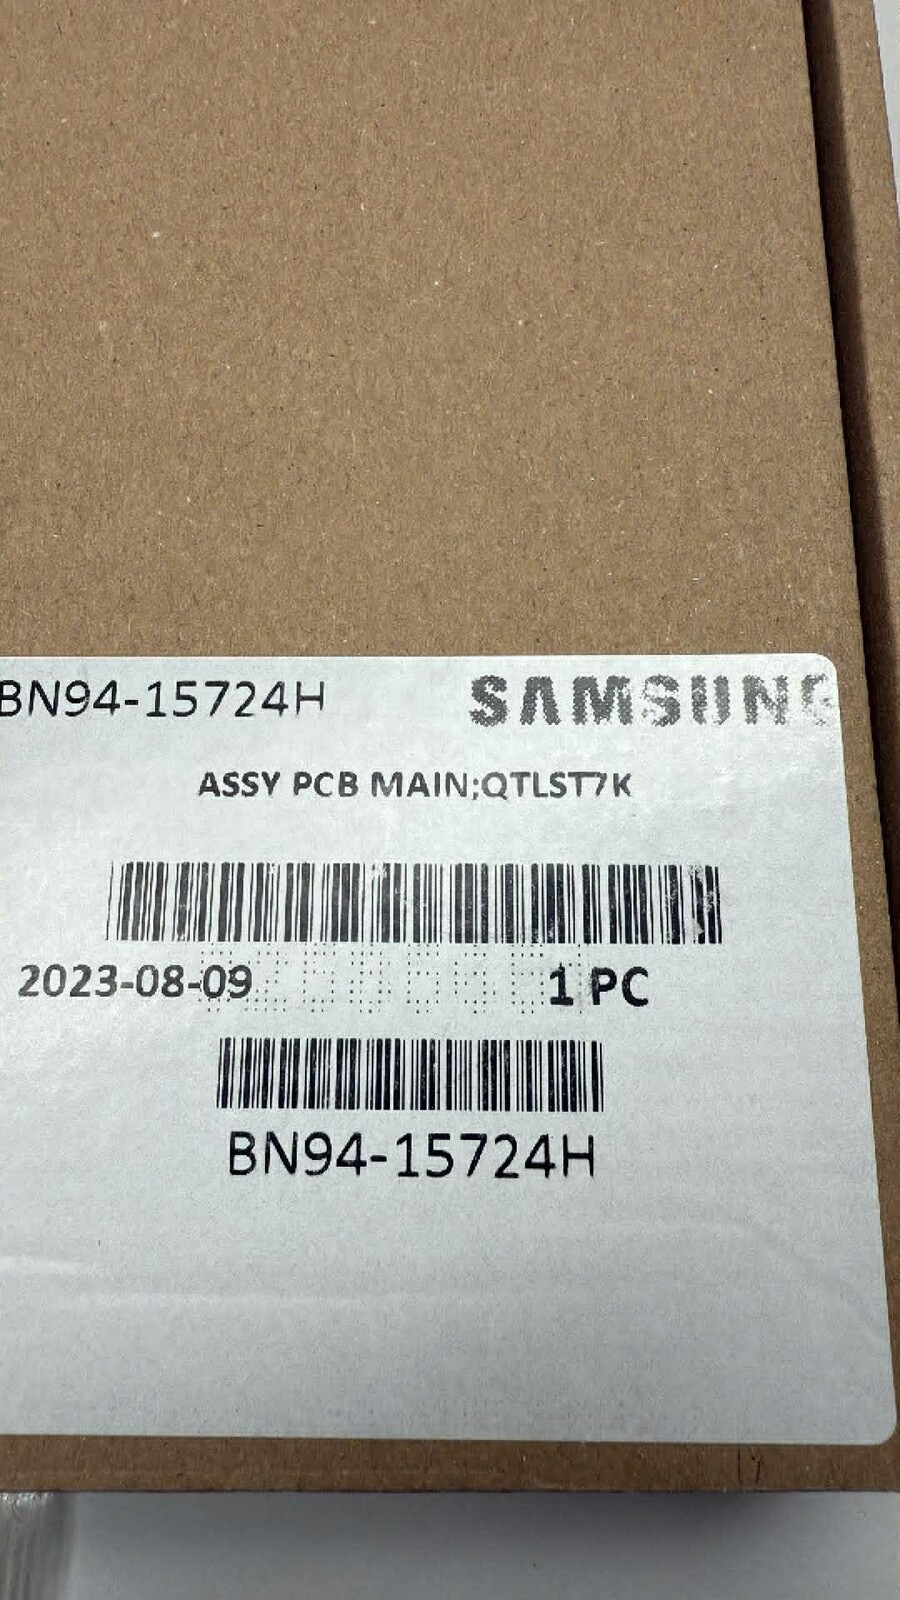 BN94-15724H SAMSUNG
ASSY PCB MAIN;QTLST7K
2023-08-09 1 PC
BN94-15724H